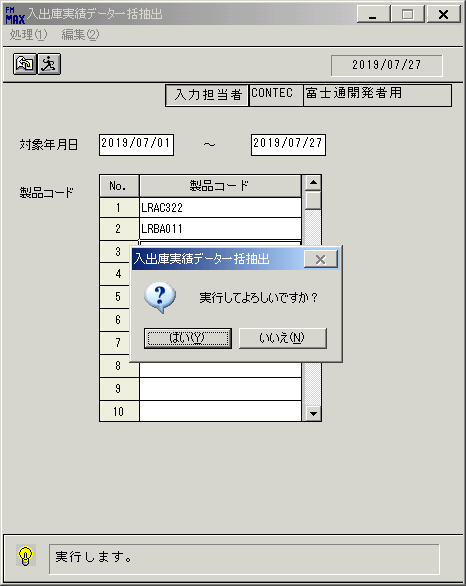 FM MAX 入出庫実績データ一括抽出
処理(1) 編集(2)
2019/07/27
入力担当者 CONTEC 富士通開発者用
対象年月日 2019/07/01 ～ 2019/07/27
製品コード
No. 製品コード
1 LRAC322
2 LRBA011
3
4
5
6
7
8
9
10
入出庫実績データ一括抽出
実行してよろしいですか？
はい(Y) いいえ(N)
実行します。